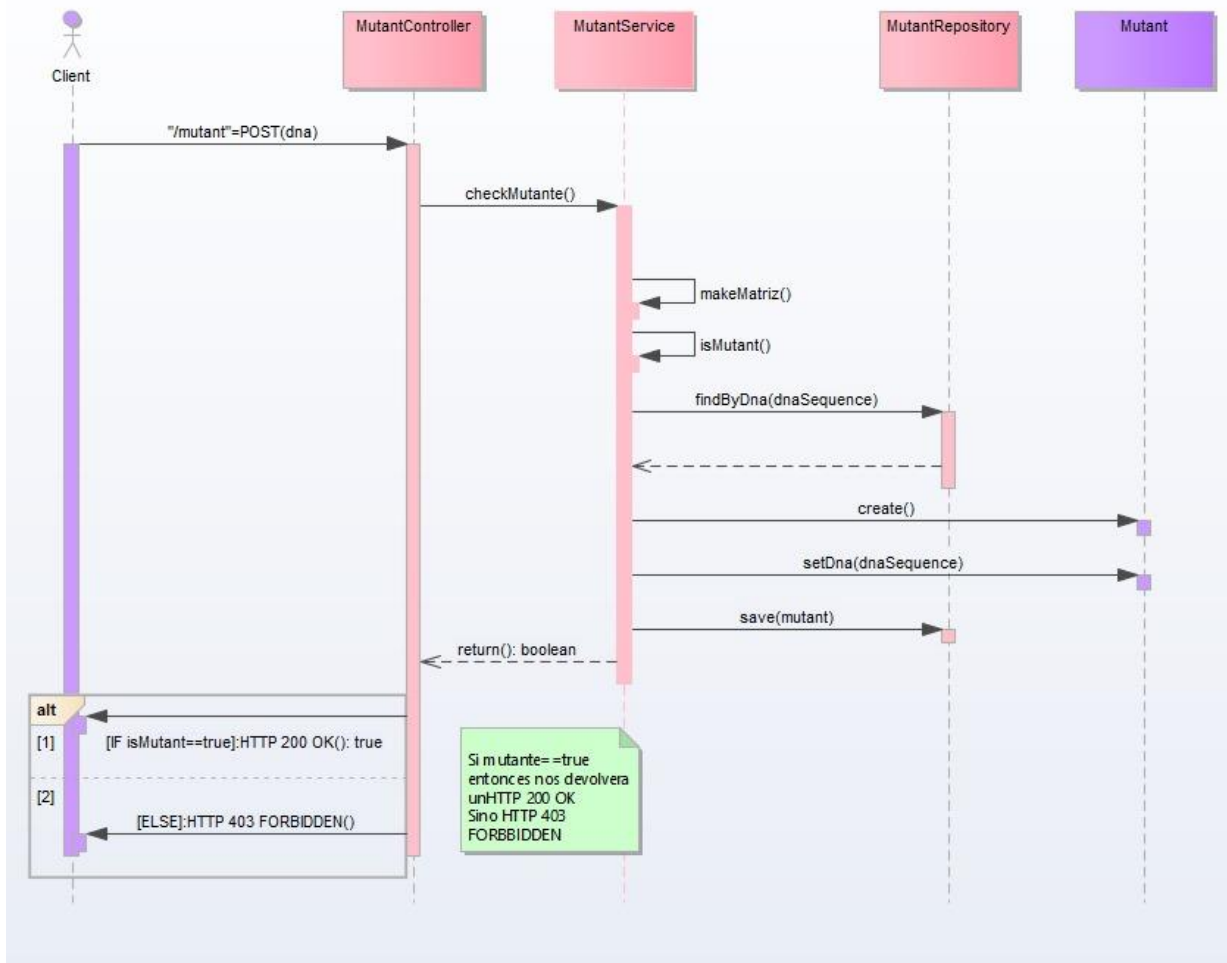 MutantController
MutantService
MutantRepository
Mutant
Client
"/mutant"=POST(dna)
checkMutante()
makeMatriz()
isMutant()
findByDna(dnaSequence)
create()
setDna(dnaSequence)
save(mutant)
return(): boolean
alt
[1]
[IF isMutant==true]:HTTP 200 OK(): true
[2]
[ELSE]:HTTP 403 FORBIDDEN()
Si mutante==true
entonces nos devolvera
unHTTP 200 OK
Sino HTTP 403
FORBBIDDEN